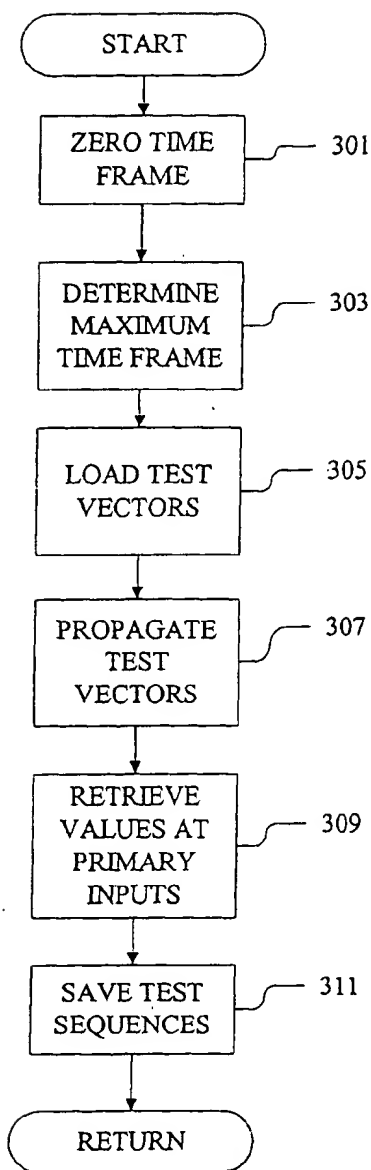 START
ZERO TIME
FRAME
301
DETERMINE
MAXIMUM
TIME FRAME
303
LOAD TEST
VECTORS
305
PROPAGATE
TEST
VECTORS
307
RETRIEVE
VALUES AT
PRIMARY
INPUTS
309
SAVE TEST
SEQUENCES
311
RETURN